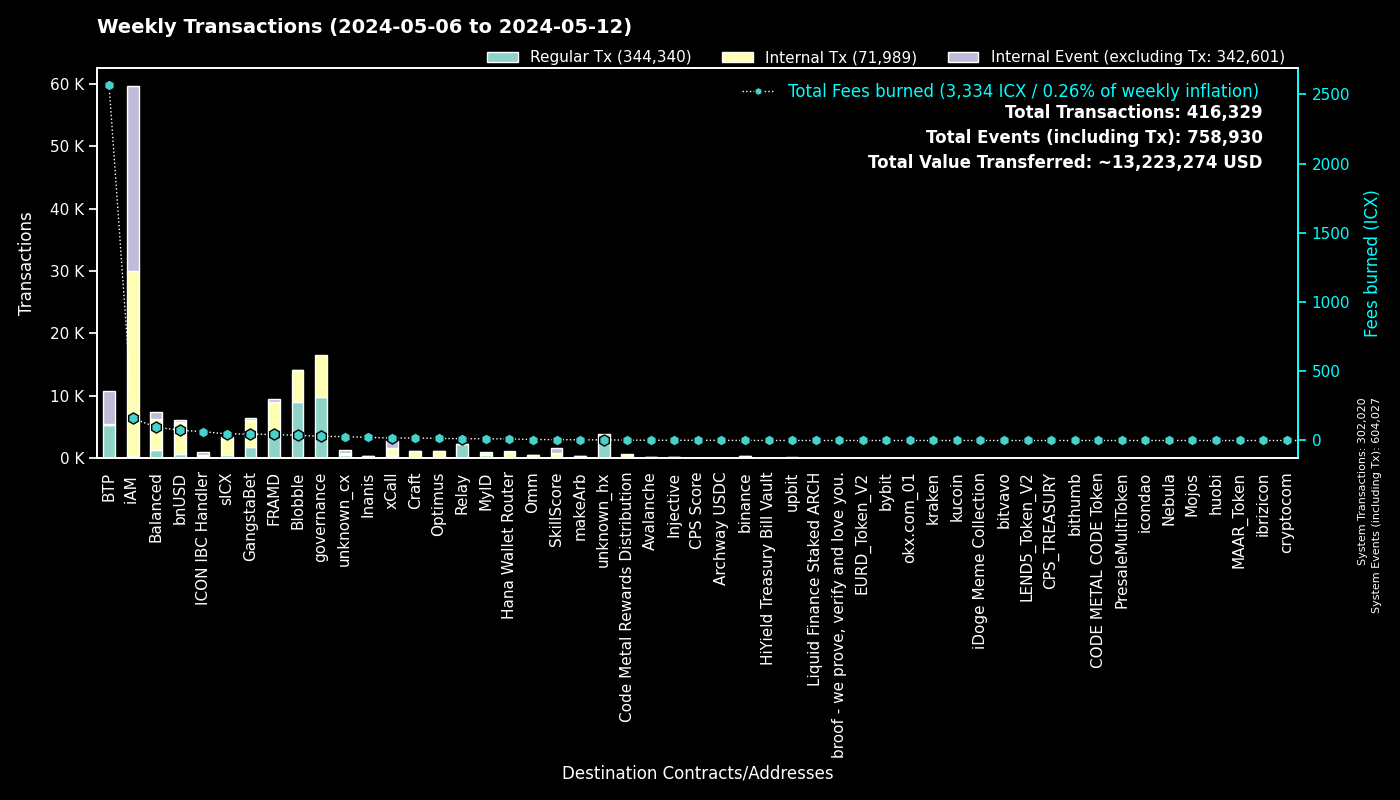 Weekly Transactions (2024-05-06 to 2024-05-12)
Regular Tx (344,340) Internal Tx (71,989) Internal Event (excluding Tx: 342,601)
Total Fees burned (3,334 ICX / 0.26% of weekly inflation)
Total Transactions: 416,329
Total Events (including Tx): 758,930
Total Value Transferred: ~13,223,274 USD
Transactions
60 K
50 K
40 K
30 K
20 K
10 K
0 K
2500
2000
1500
1000
500
0
Fees burned (ICX)
System Transactions: 302,020
System Events (including Tx): 604,027
BTP
iAM
Balanced
bnUSD
ICON IBC Handler
sICX
GangstaBet
FRAMD
Blobble
governance
unknown_cx
Inanis
xCall
Craft
Optimus
Relay
MyID
Hana Wallet Router
Omm
SkillScore
makeArb
unknown_hx
Code Metal Rewards Distribution
Avalanche
Injective
CPS Score
Archway USDC
binance
HiYield Treasury Bill Vault
upbit
Liquid Finance Staked ARCH
broof - we prove, verify and love you.
EURD_Token_V2
bybit
okx.com_01
kraken
kucoin
iDoge Meme Collection
bitvavo
LEND5_Token_V2
CPS_TREASURY
bithumb
CODE METAL CODE Token
PresaleMultiToken
icondao
Nebula
Mojos
huobi
MAAR_Token
ibrizicon
cryptocom
Destination Contracts/Addresses